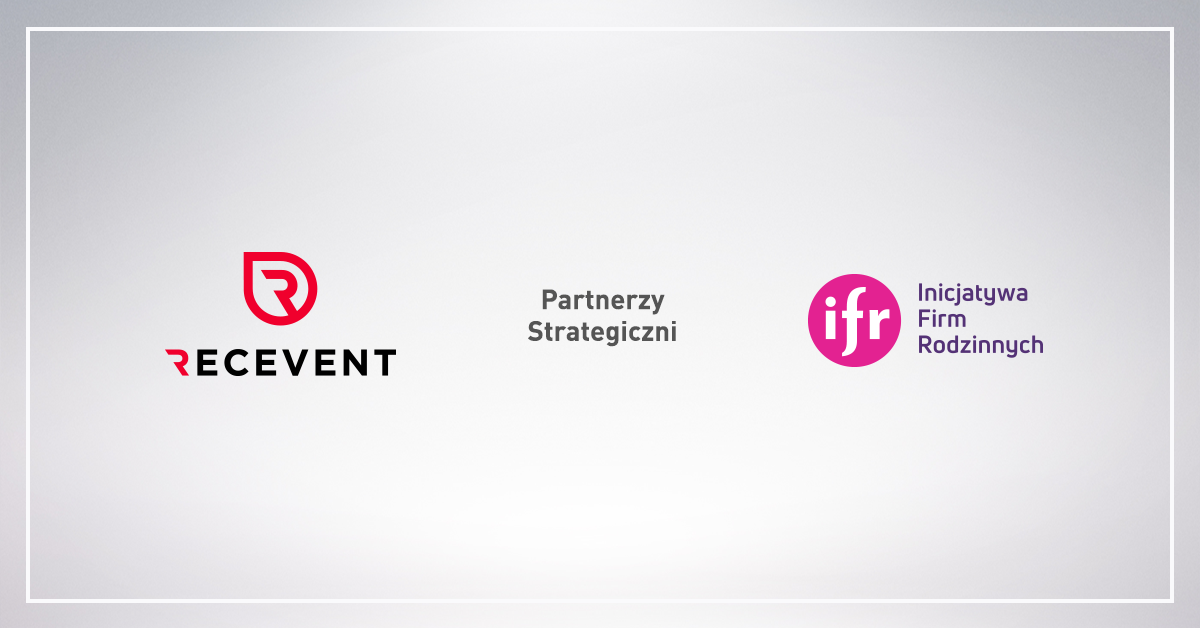 RECEVENT
Partnerzy
Strategiczni
ifr
Inicjatywa
Firm
Rodzinnych